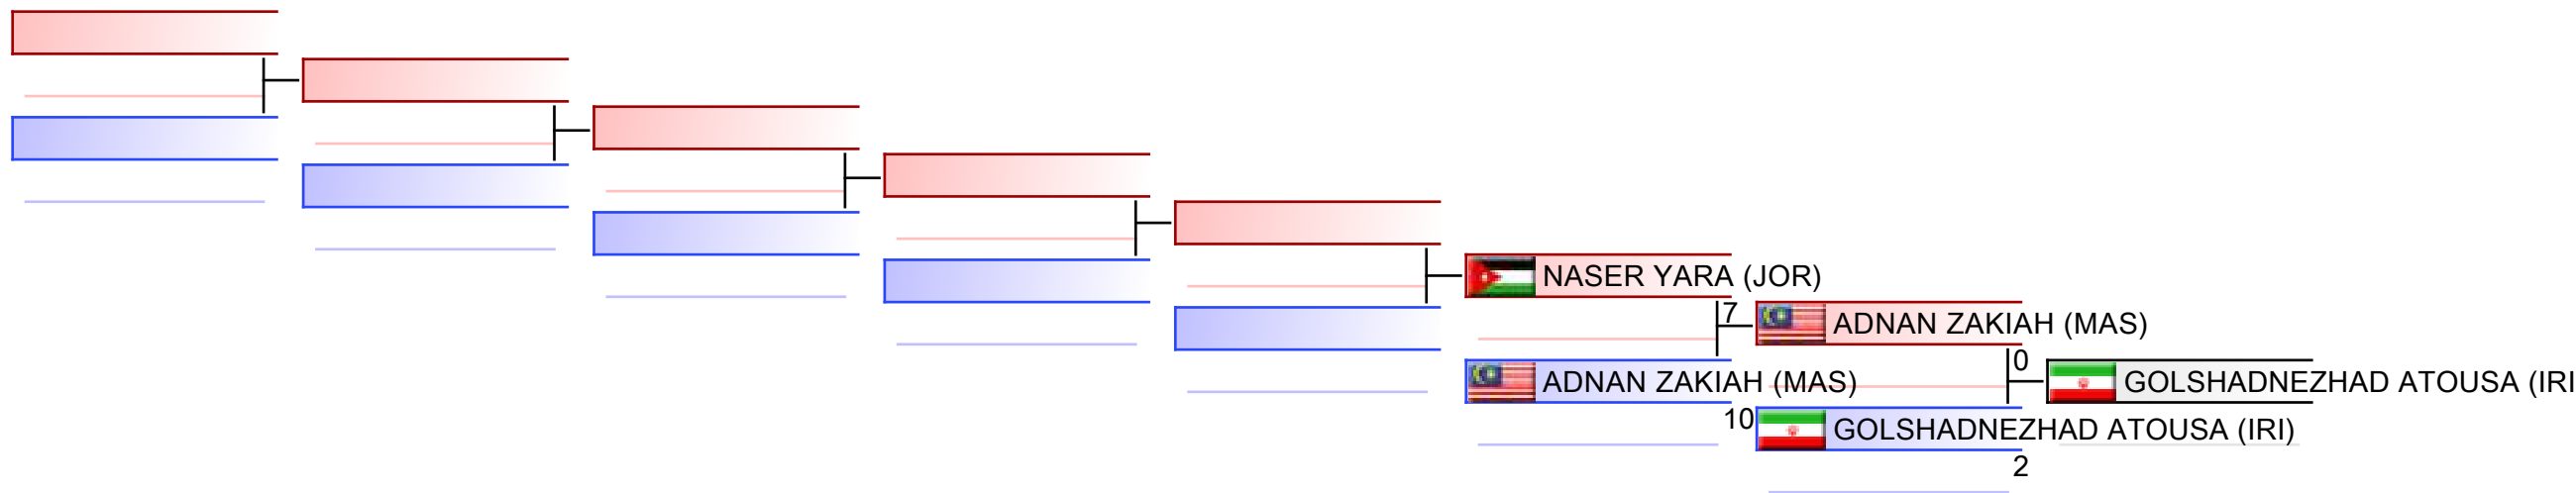 NASER YARA (JOR)
7
ADNAN ZAKIAH (MAS)
10
ADNAN ZAKIAH (MAS)
0
GOLSHADNEZHAD ATOUSA (IRI)
2
GOLSHADNEZHAD ATOUSA (IRI